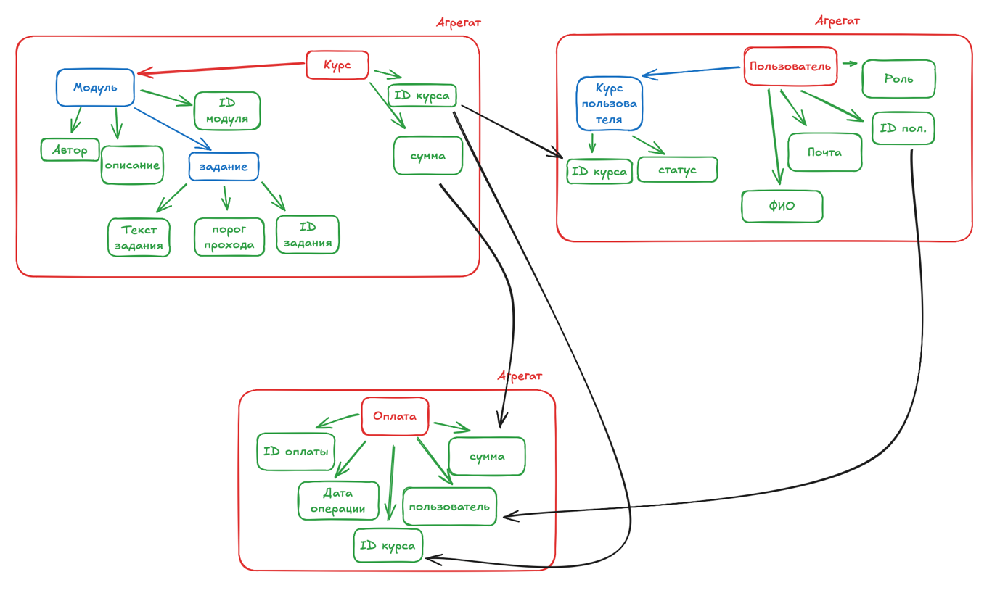 Агрегат
Курс
Модуль
ID курса
ID
модуля
Автор
описание
сумма
задание
Текст
задания
порог
прохода
ID
задания
Агрегат
Пользователь
Роль
Курс
пользова
теля
ID пол.
Почта
ID курса
статус
ФИО
Агрегат
Оплата
ID оплаты
сумма
Дата
операции
пользователь
ID курса